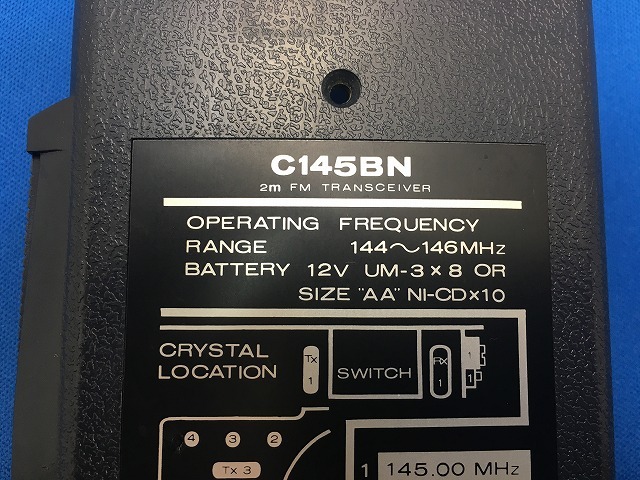 C145BN
2m FM TRANSCEIVER
OPERATING FREQUENCY
RANGE 144～146MHz
BATTERY 12V UM-3×8 OR
SIZE "AA" NI-CD×10
CRYSTAL
LOCATION
Tx
1
SWITCH
Rx
1
1
1
4 3 2
Tx 3
1 145.00 MHz